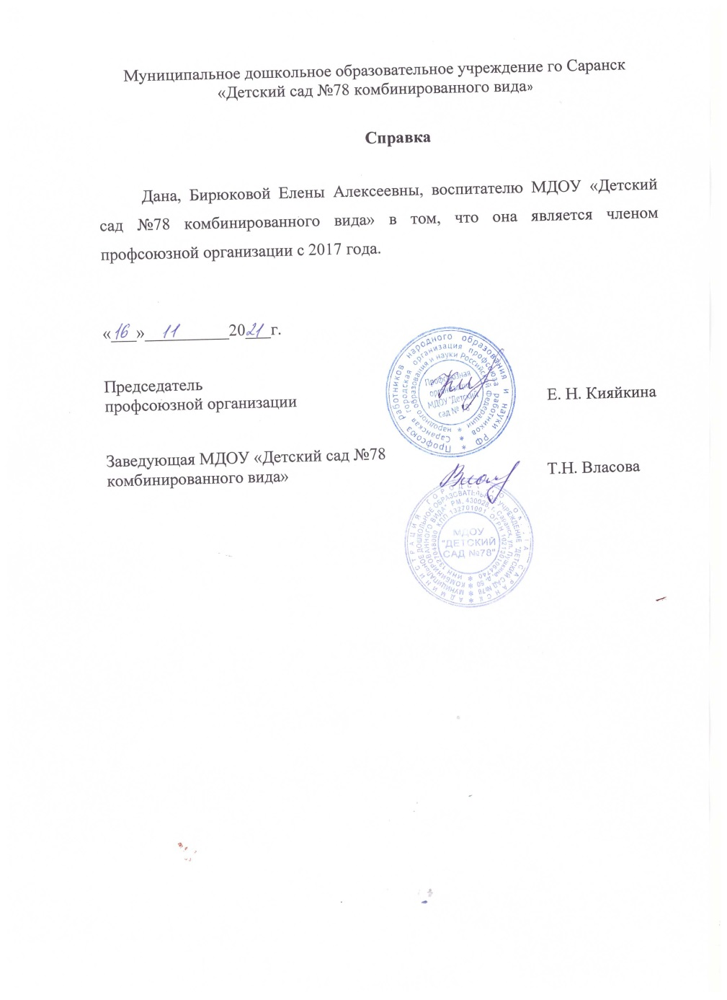 Муниципальное дошкольное образовательное учреждение го Саранск
«Детский сад №78 комбинированного вида»
Справка
Дана, Бирюковой Елены Алексеевны, воспитателю МДОУ «Детский
сад №78 комбинированного вида» в том, что она является членом
профсоюзной организации с 2017 года.
«16» 11 2021 г.
Председатель
профсоюзной организации
Е. Н. Кияйкина
Профсоюз работников народного образования и науки РФ
Саранская городская организация профсоюза работников
народного образования и науки Российской Федерации
Профсоюзная
организация
МДОУ "Детский
сад №
Заведующая МДОУ «Детский сад №78
комбинированного вида»
Т.Н. Власова
МДОУ
"ДЕТСКИЙ
САД №78"